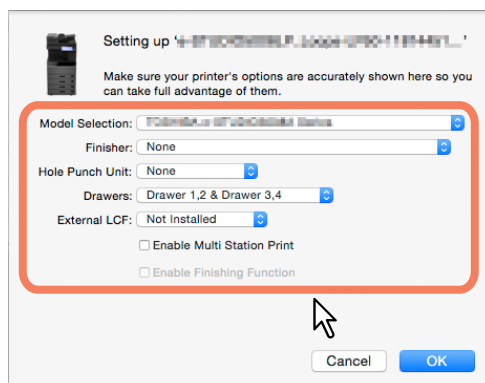 Setting up '
Make sure your printer's options are accurately shown here so you
can take full advantage of them.
Model Selection:
Finisher: None
Hole Punch Unit: None
Drawers: Drawer 1,2 & Drawer 3,4
External LCF: Not Installed
Enable Multi Station Print
Enable Finishing Function
Cancel OK